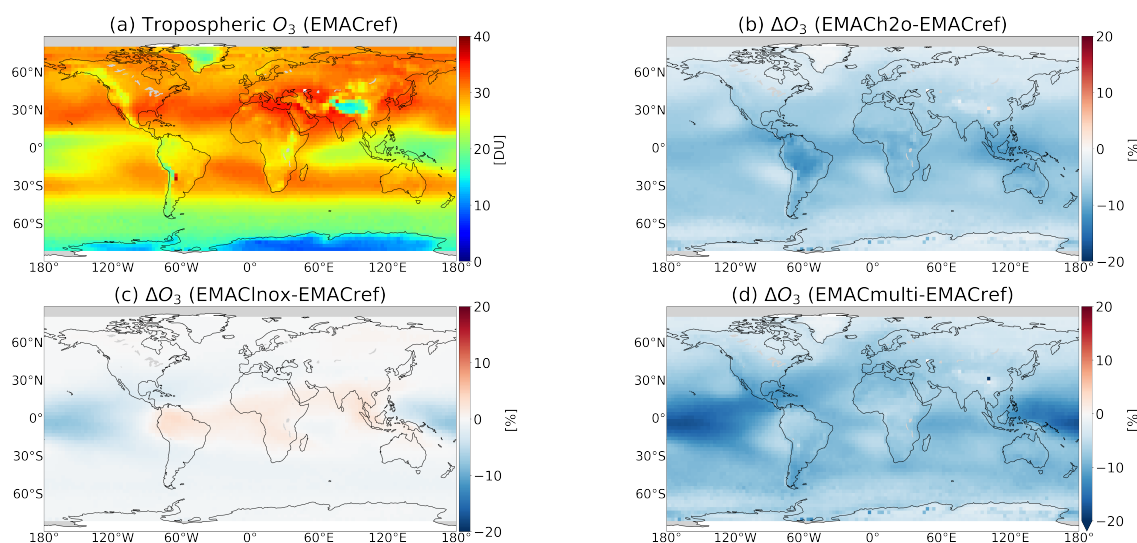 (a) Tropospheric O₃ (EMACref)
60°N
30°N
0°
30°S
60°S
180° 120°W 60°W 0° 60°E 120°E 180°
40
30
20
10
0
[DU]
(b) ΔO₃ (EMACh2o-EMACref)
60°N
30°N
0°
30°S
60°S
180° 120°W 60°W 0° 60°E 120°E 180°
20
10
0
−10
−20
[%]
(c) ΔO₃ (EMAClnox-EMACref)
60°N
30°N
0°
30°S
60°S
180° 120°W 60°W 0° 60°E 120°E 180°
20
10
0
−10
−20
[%]
(d) ΔO₃ (EMACmulti-EMACref)
60°N
30°N
0°
30°S
60°S
180° 120°W 60°W 0° 60°E 120°E 180°
20
10
0
−10
−20
[%]